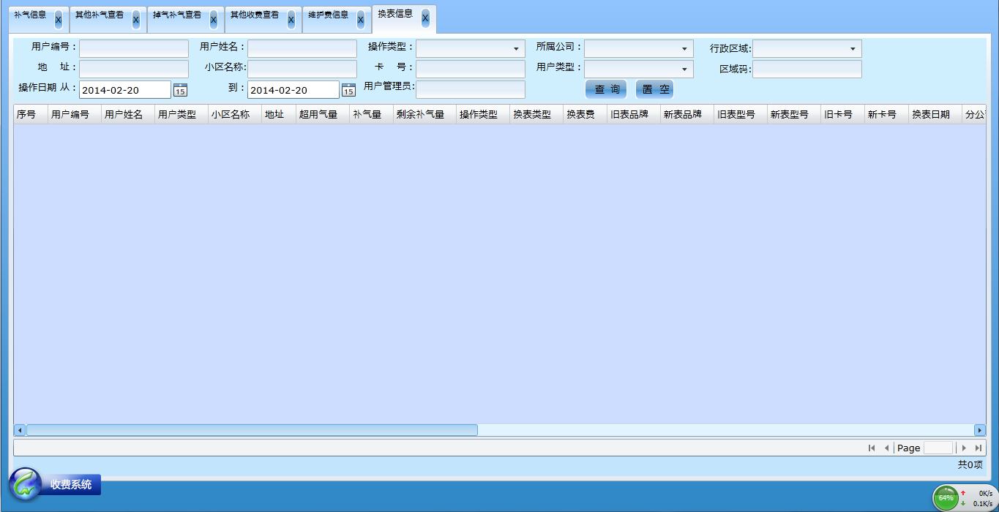 补气信息 X 其他补气查看 X 掉气补气查看 X 其他收费查看 X 维护费信息 X 换表信息 X
用户编号： 用户姓名： 操作类型： 所属公司： 行政区域:
地 址： 小区名称: 卡 号： 用户类型： 区域码:
操作日期 从： 2014-02-20 15 到： 2014-02-20 15 用户管理员: 查 询 置 空
序号 用户编号 用户姓名 用户类型 小区名称 地址 超用气量 补气量 剩余补气量 操作类型 换表类型 换表费 旧表品牌 新表品牌 旧表型号 新表型号 旧卡号 新卡号 换表日期 分公
Page
共0项
收费系统
64% 0K/s
0.1K/s